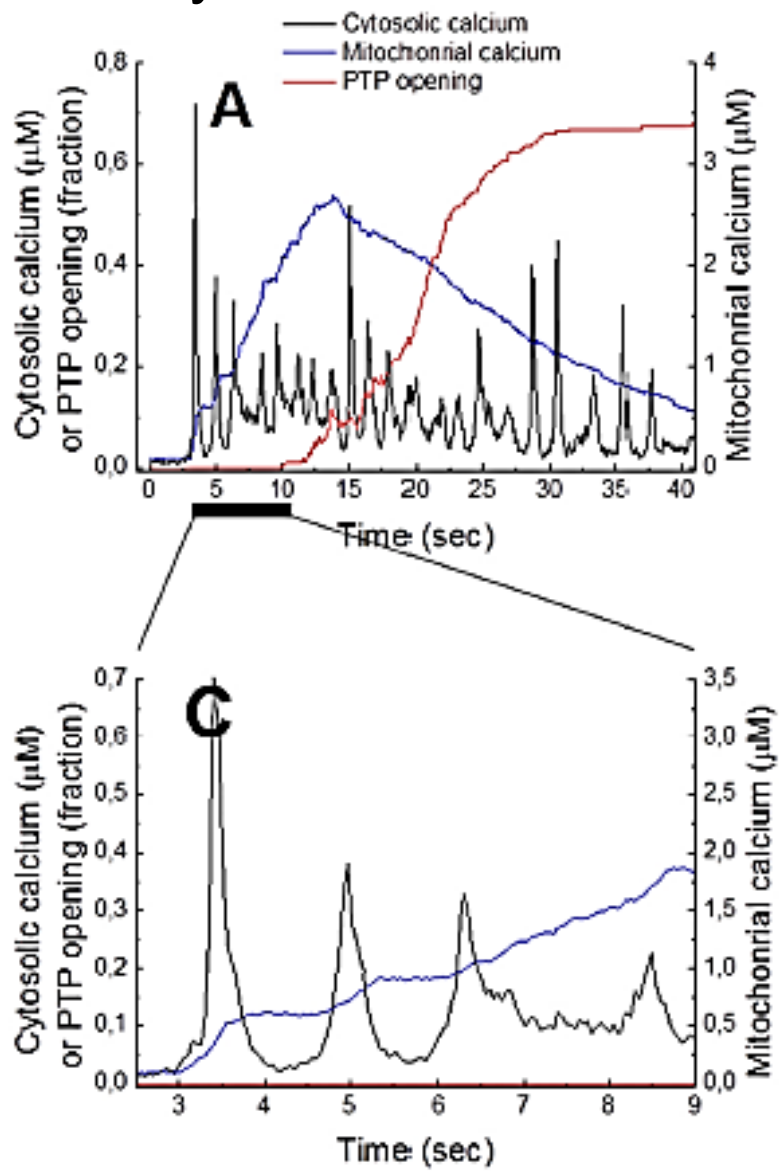 Cytosolic calcium
Mitochonrial calcium
PTP opening
A
Cytosolic calcium (µM)
or PTP opening (fraction)
0,8
0,6
0,4
0,2
0,0
4
3
2
1
0
Mitochonrial calcium (µM)
0 5 10 15 20 25 30 35 40
Time (sec)
C
Cytosolic calcium (µM)
or PTP opening (fraction)
0,7
0,6
0,5
0,4
0,3
0,2
0,1
0,0
3,5
3,0
2,5
2,0
1,5
1,0
0,5
0,0
Mitochonrial calcium (µM)
3 4 5 6 7 8 9
Time (sec)